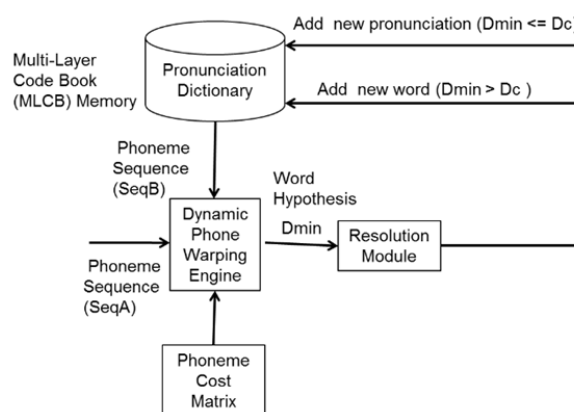 Add new pronunciation (Dmin <= Dc)
Multi-Layer
Code Book
(MLCB) Memory
Pronunciation
Dictionary
Add new word (Dmin > Dc )
Phoneme
Sequence
(SeqB)
Word
Hypothesis
Dmin
Dynamic
Phone
Warping
Engine
Resolution
Module
Phoneme
Sequence
(SeqA)
Phoneme
Cost
Matrix